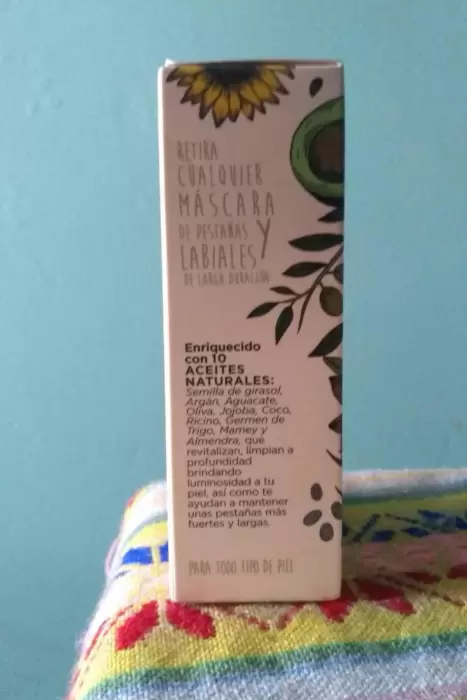 RETIRA
CUALQUIER
MÁSCARA
DE PESTAÑAS Y
LABIALES
DE LARGA DURACIÓN
Enriquecido
con 10
ACEITES
NATURALES:
Semilla de girasol,
Argán, Aguacate,
Oliva, Jojoba, Coco,
Ricino, Germen de
Trigo, Mamey y
Almendra, que
revitalizan, limpian a
profundidad
brindando
luminosidad a tu
piel, así como te
ayudan a mantener
unas pestañas más
fuertes y largas.
PARA TODO TIPO DE PIEL